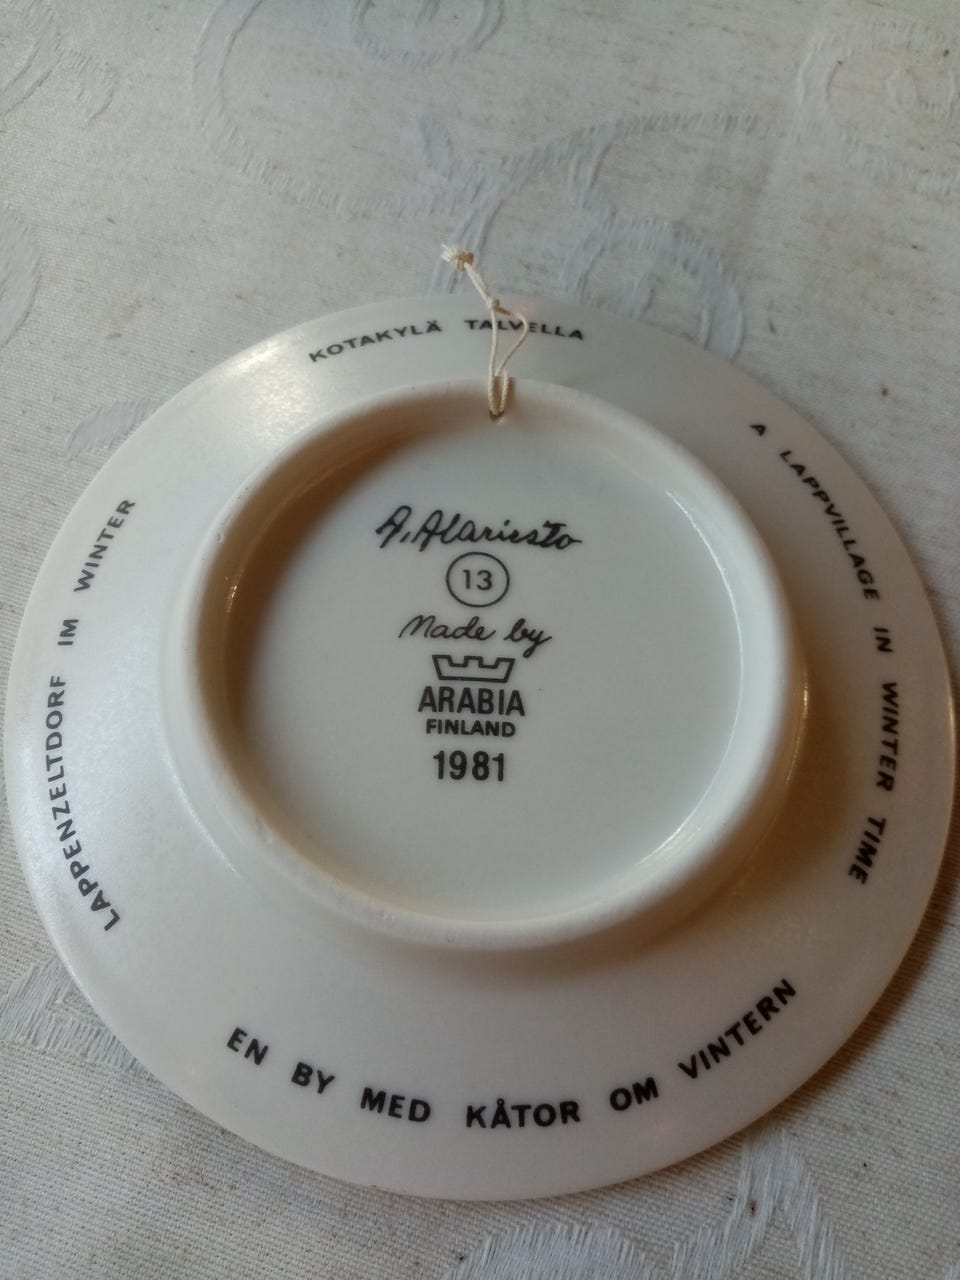 KOTAKYLÄ TALVELLA
A LAPPVILLAGE IN WINTER TIME
EN BY MED KÅTOR OM VINTERN
LAPPENZELTDORF IM WINTER
A. Alariesto
13
Made by
ARABIA
FINLAND
1981